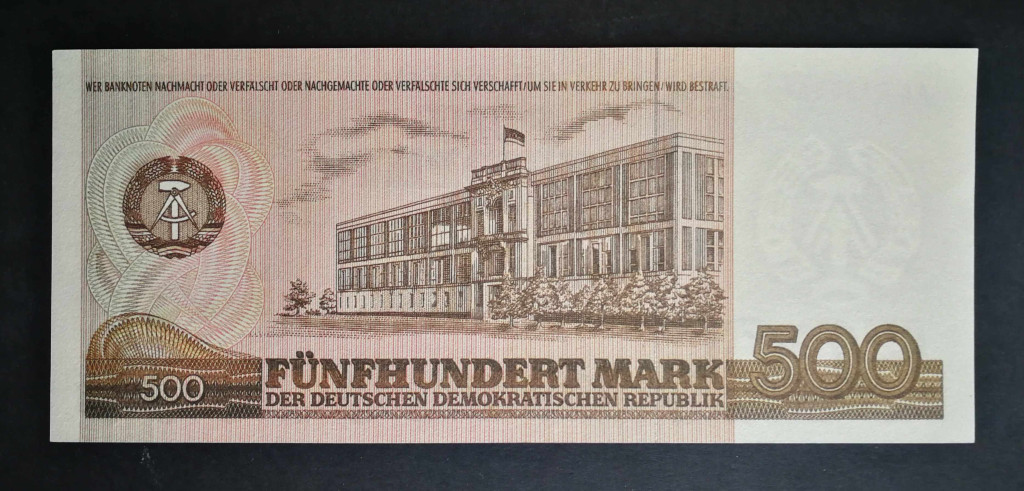 WER BANKNOTEN NACHMACHT ODER VERFÄLSCHT ODER NACHGEMACHTE ODER VERFÄLSCHTE SICH VERSCHAFFT/UM SIE IN VERKEHR ZU BRINGEN/WIRD BESTRAFT.
500
FÜNFHUNDERT MARK
DER DEUTSCHEN DEMOKRATISCHEN REPUBLIK
500